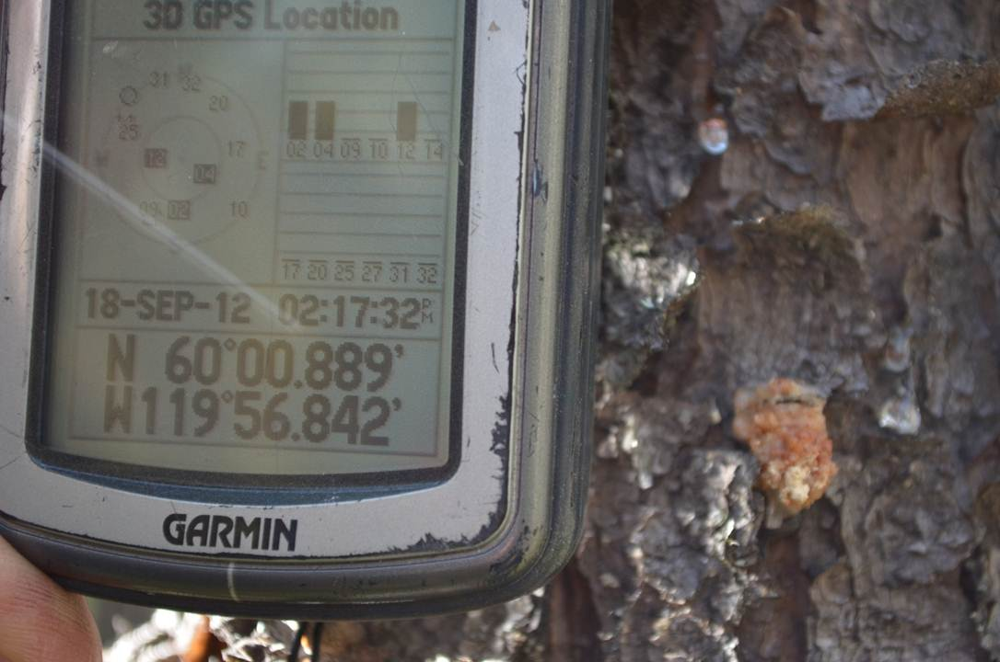 3D GPS Location
31 32
20
25
17
E
12
04
09 02 10
02 04 09 10 12 14
17 20 25 27 31 32
18-SEP-12 02:17:32PM
N 60°00.889'
W119°56.842'
GARMIN